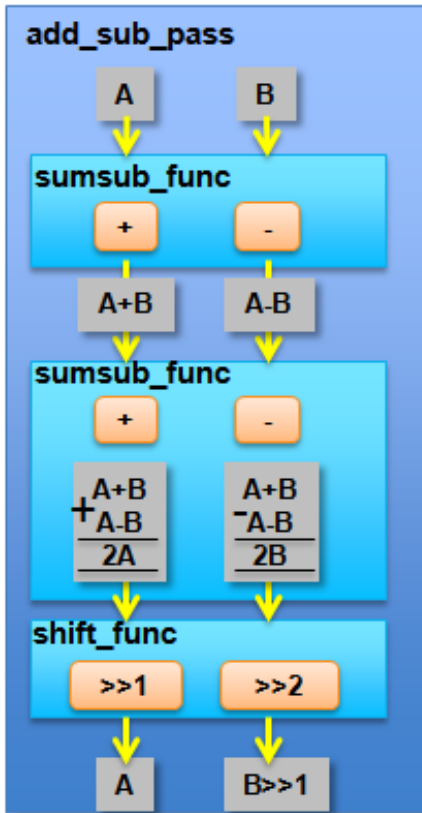 add_sub_pass
A B
sumsub_func
+ -
A+B A-B
sumsub_func
+ -
A+B A+B
+ A-B - A-B
2A 2B
shift_func
>>1 >>2
A B>>1